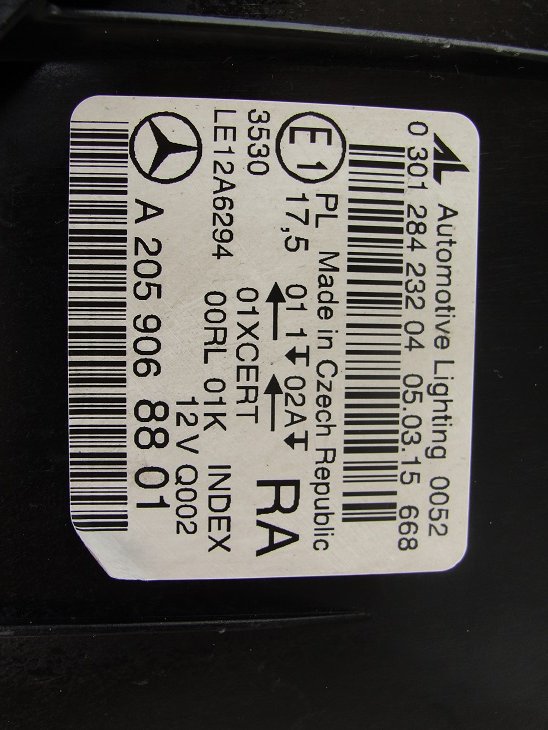 Automotive Lighting 0052
0 301 284 232 04 05.03.15 668
PL Made in Czech Republic
E1 17,5 01 1 02A RA
3530 01XCERT
LE12A6294 00RL 01K INDEX
12V Q002
A 205 906 88 01